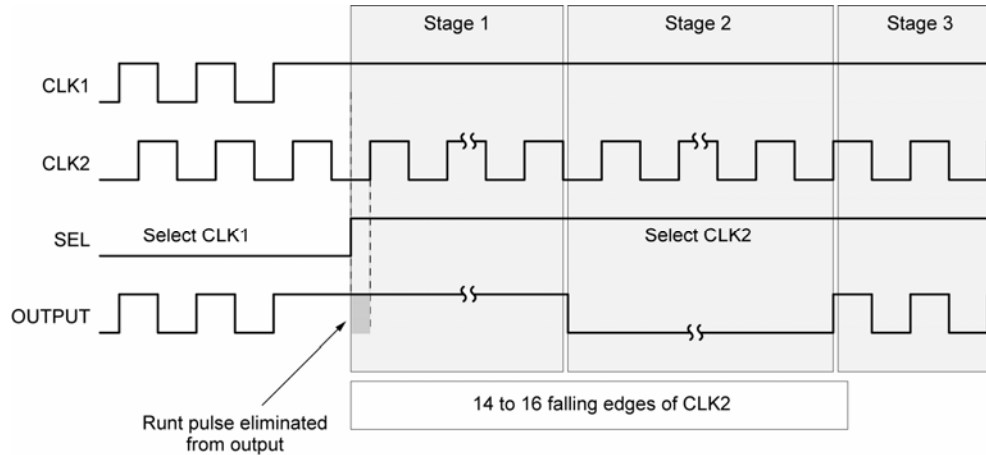 Stage 1
Stage 2
Stage 3
CLK1
CLK2
SEL
Select CLK1
Select CLK2
OUTPUT
14 to 16 falling edges of CLK2
Runt pulse eliminated
from output